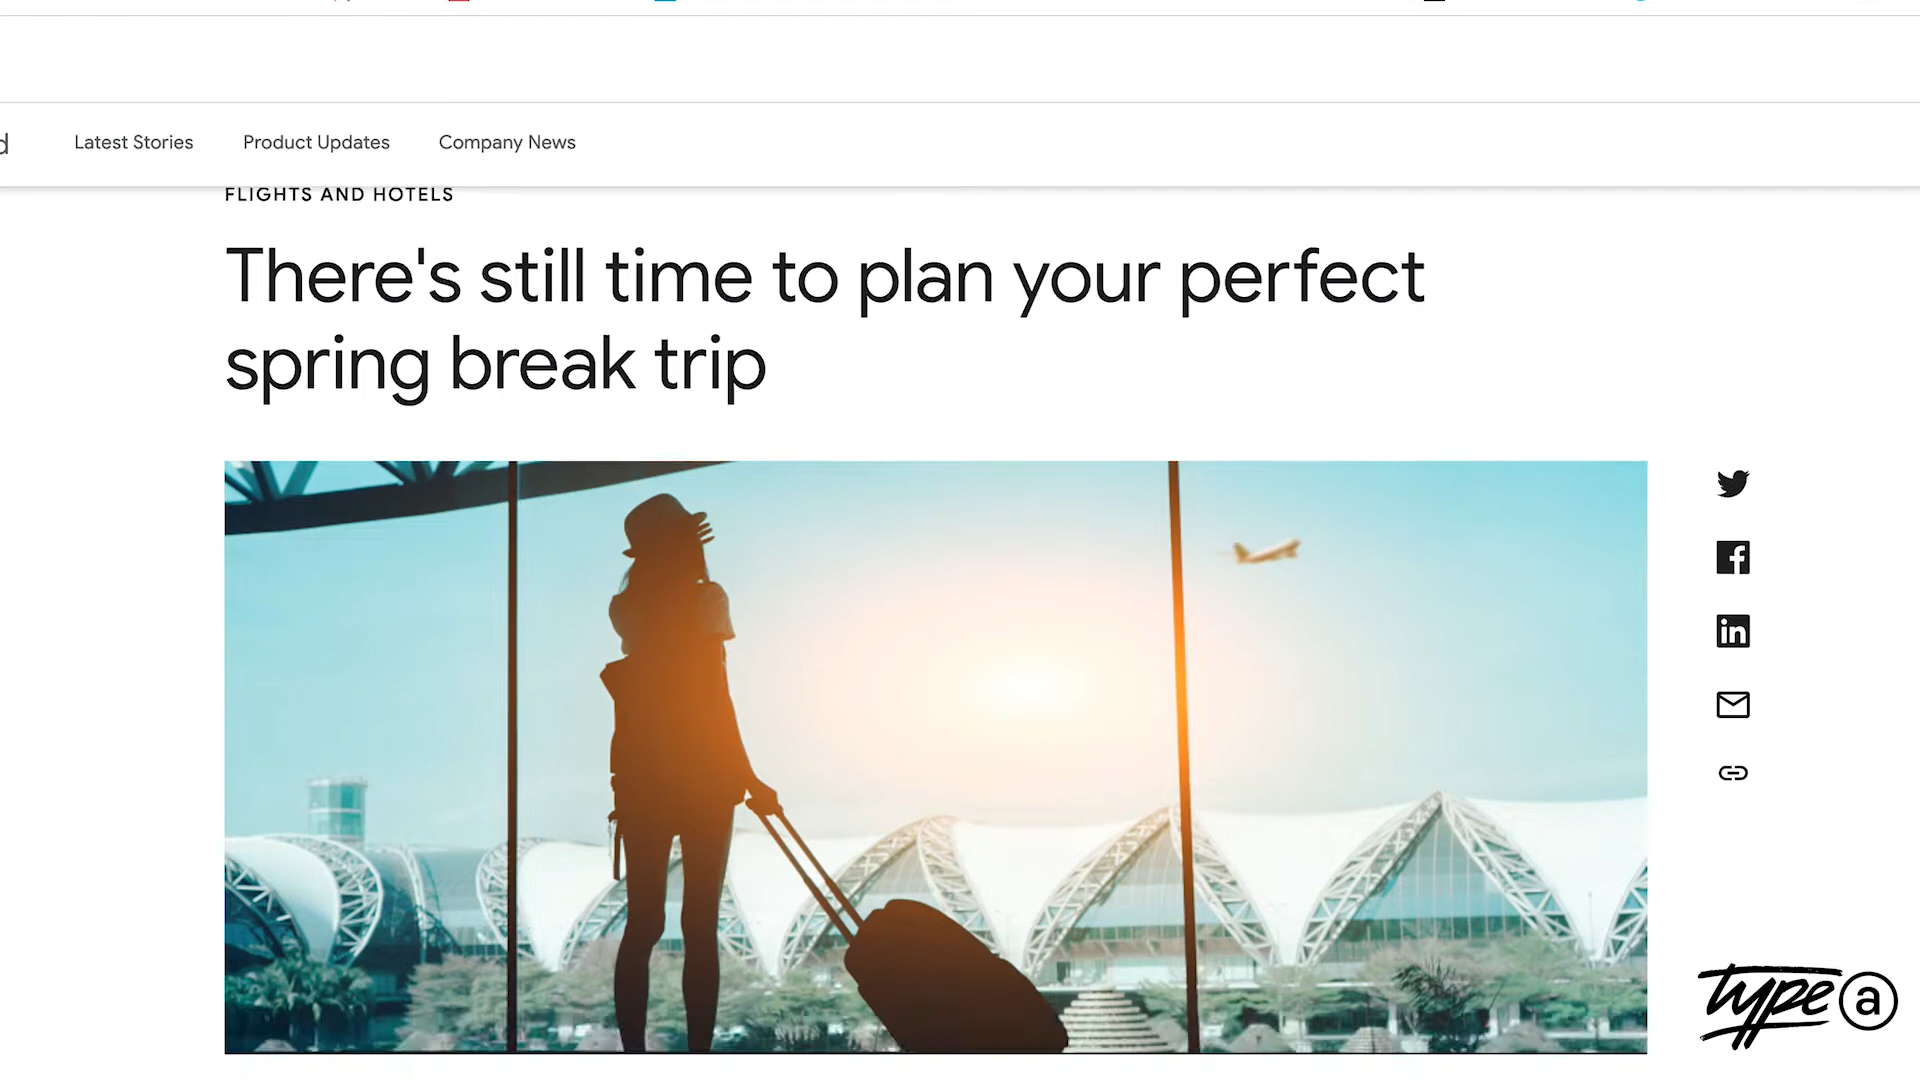 d
Latest Stories
Product Updates
Company News
FLIGHTS AND HOTELS
There's still time to plan your perfect
spring break trip
in
type a